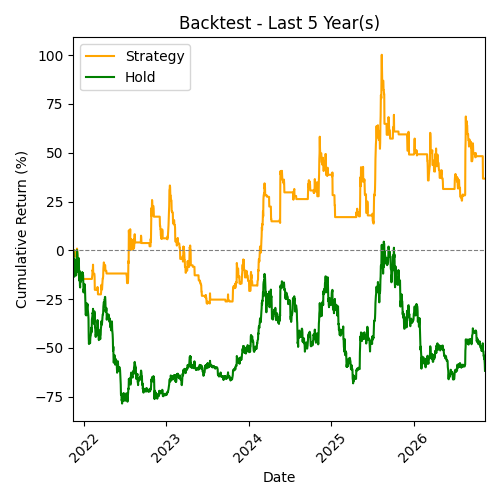 Backtest - Last 5 Year(s)
Strategy
Hold
Cumulative Return (%)
100
75
50
25
0
−25
−50
−75
2022
2023
2024
2025
2026
Date